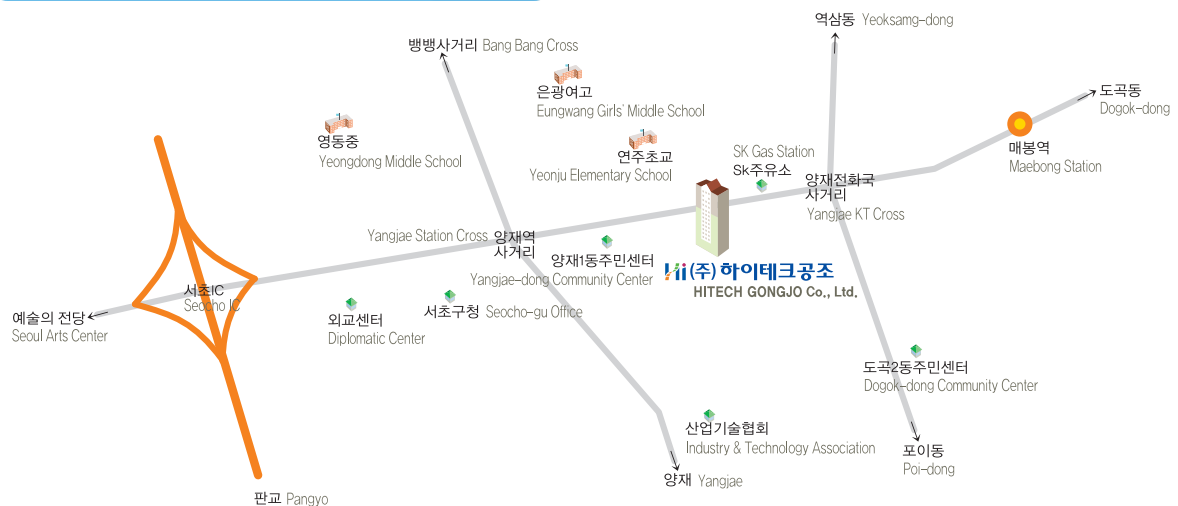 역삼동 Yeoksamg-dong
뱅뱅사거리 Bang Bang Cross
은광여고
Eungwang Girls' Middle School
도곡동
Dogok-dong
영동중
Yeongdong Middle School
연주초교
Yeonju Elementary School
SK Gas Station
Sk주유소
매봉역
Maebong Station
양재전화국
사거리
Yangjae KT Cross
Yangjae Station Cross 양재역
사거리
양재1동주민센터
Yangjae-dong Community Center
Hi (주)하이테크공조
HITECH GONGJO Co., Ltd.
서초IC
Seocho IC
예술의 전당
Seoul Arts Center
외교센터
Diplomatic Center
서초구청 Seocho-gu Office
도곡2동주민센터
Dogok-dong Community Center
산업기술협회
Industry & Technology Association
포이동
Poi-dong
양재 Yangjae
판교 Pangyo